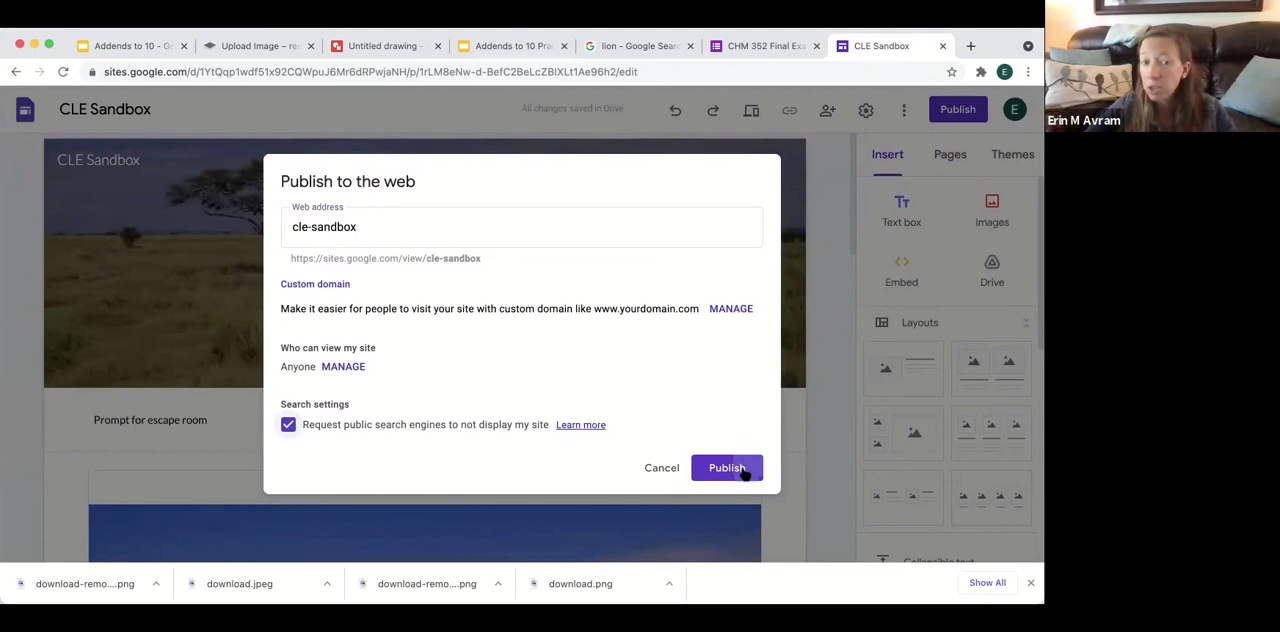 Addends to 10 - Go
Upload Image – re
Untitled drawing -
Addends to 10 Pra
lion - Google Sear
CHM 352 Final Exa
CLE Sandbox
sites.google.com/d/1YtQqp1wdf51x92CQWpuJ6Mr6dRPwjaNH/p/1rLM8eNw-d-BefC2BeLcZBlXLt1Ae96h2/edit
E
CLE Sandbox
All changes saved in Drive
Publish
E
Erin M Avram
CLE Sandbox
Insert
Pages
Themes
Publish to the web
Web address
cle-sandbox
https://sites.google.com/view/cle-sandbox
Custom domain
Make it easier for people to visit your site with custom domain like www.yourdomain.com MANAGE
Who can view my site
Anyone MANAGE
Search settings
Request public search engines to not display my site Learn more
Cancel
Publish
Tт
Text box
Images
Embed
Drive
Layouts
Collapsible text
Prompt for escape room
download-remo....png
download.jpeg
download-remo....png
download.png
Show All